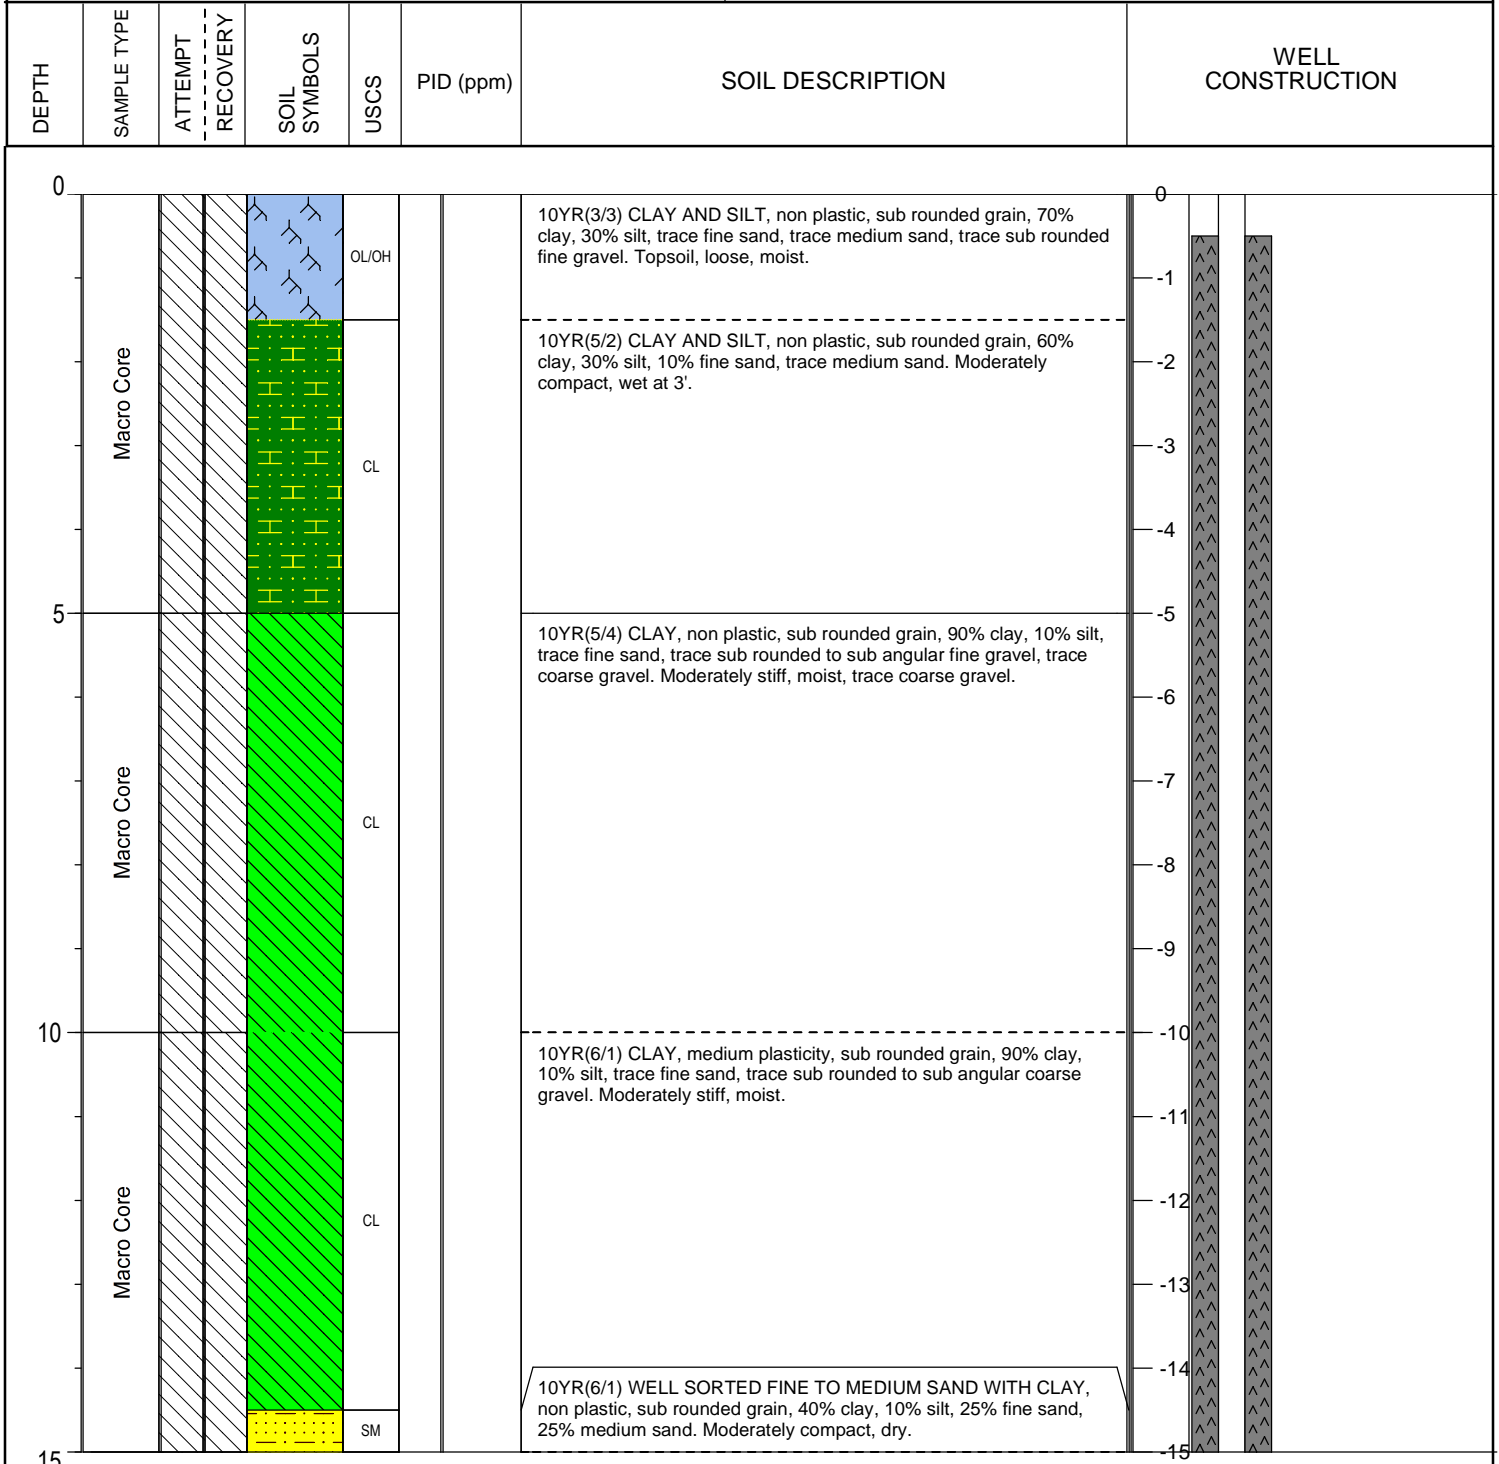 DEPTH
SAMPLE TYPE
ATTEMPT
RECOVERY
SOIL
SYMBOLS
USCS
PID (ppm)
SOIL DESCRIPTION
WELL
CONSTRUCTION
0
5
10
15
Macro Core
Macro Core
Macro Core
OL/OH
CL
CL
CL
SM
10YR(3/3) CLAY AND SILT, non plastic, sub rounded grain, 70%
clay, 30% silt, trace fine sand, trace medium sand, trace sub rounded
fine gravel. Topsoil, loose, moist.
10YR(5/2) CLAY AND SILT, non plastic, sub rounded grain, 60%
clay, 30% silt, 10% fine sand, trace medium sand. Moderately
compact, wet at 3'.
10YR(5/4) CLAY, non plastic, sub rounded grain, 90% clay, 10% silt,
trace fine sand, trace sub rounded to sub angular fine gravel, trace
coarse gravel. Moderately stiff, moist, trace coarse gravel.
10YR(6/1) CLAY, medium plasticity, sub rounded grain, 90% clay,
10% silt, trace fine sand, trace sub rounded to sub angular coarse
gravel. Moderately stiff, moist.
10YR(6/1) WELL SORTED FINE TO MEDIUM SAND WITH CLAY,
non plastic, sub rounded grain, 40% clay, 10% silt, 25% fine sand,
25% medium sand. Moderately compact, dry.
0
-1
-2
-3
-4
-5
-6
-7
-8
-9
-10
-11
-12
-13
-14
-15